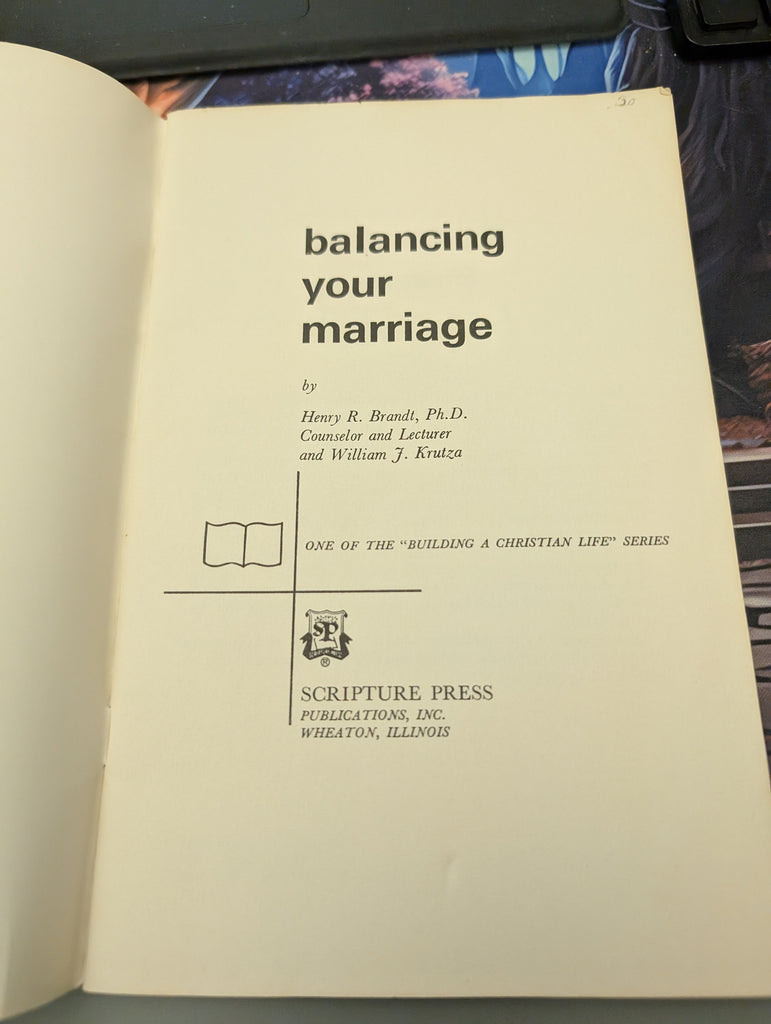 .30
balancing
your
marriage
by
Henry R. Brandt, Ph.D.
Counselor and Lecturer
and William J. Krutza
ONE OF THE “BUILDING A CHRISTIAN LIFE” SERIES
SP
®
SCRIPTURE PRESS
PUBLICATIONS, INC.
WHEATON, ILLINOIS